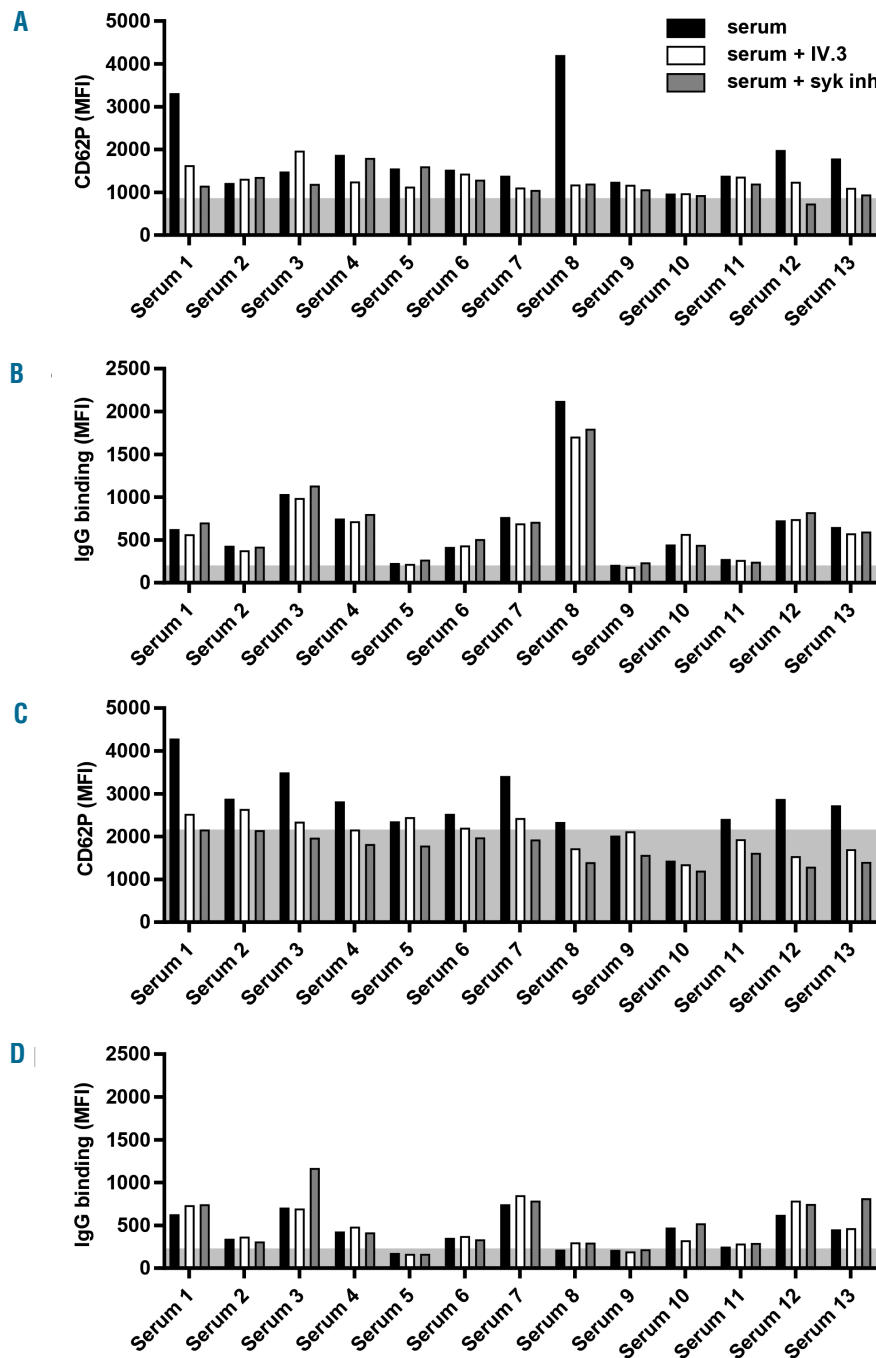 A
5000
4000
3000
2000
1000
0
CD62P (MFI)
serum
serum + IV.3
serum + syk inh
Serum 1
Serum 2
Serum 3
Serum 4
Serum 5
Serum 6
Serum 7
Serum 8
Serum 9
Serum 10
Serum 11
Serum 12
Serum 13
B
2500
2000
1500
1000
500
0
IgG binding (MFI)
Serum 1
Serum 2
Serum 3
Serum 4
Serum 5
Serum 6
Serum 7
Serum 8
Serum 9
Serum 10
Serum 11
Serum 12
Serum 13
C
5000
4000
3000
2000
1000
0
CD62P (MFI)
Serum 1
Serum 2
Serum 3
Serum 4
Serum 5
Serum 6
Serum 7
Serum 8
Serum 9
Serum 10
Serum 11
Serum 12
Serum 13
D
2500
2000
1500
1000
500
0
IgG binding (MFI)
Serum 1
Serum 2
Serum 3
Serum 4
Serum 5
Serum 6
Serum 7
Serum 8
Serum 9
Serum 10
Serum 11
Serum 12
Serum 13